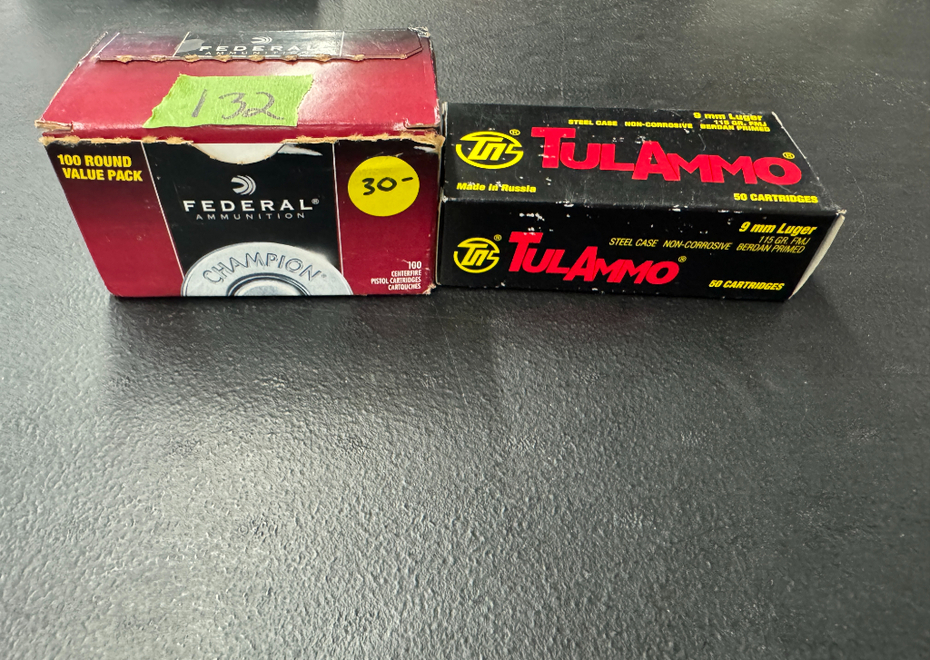 FEDERAL
AMMUNITION
132
100 ROUND
VALUE PACK
FEDERAL®
AMMUNITION
30-
CHAMPION®
100
CENTERFIRE
PISTOL CARTRIDGES
CARTOUCHES
9 mm Luger
115 GR. FMJ
STEEL CASE NON-CORROSIVE BERDAN PRIMED
TulAmmo®
Made in Russia
50 CARTRIDGES
9 mm Luger
115 GR. FMJ
STEEL CASE NON-CORROSIVE BERDAN PRIMED
TulAmmo®
50 CARTRIDGES